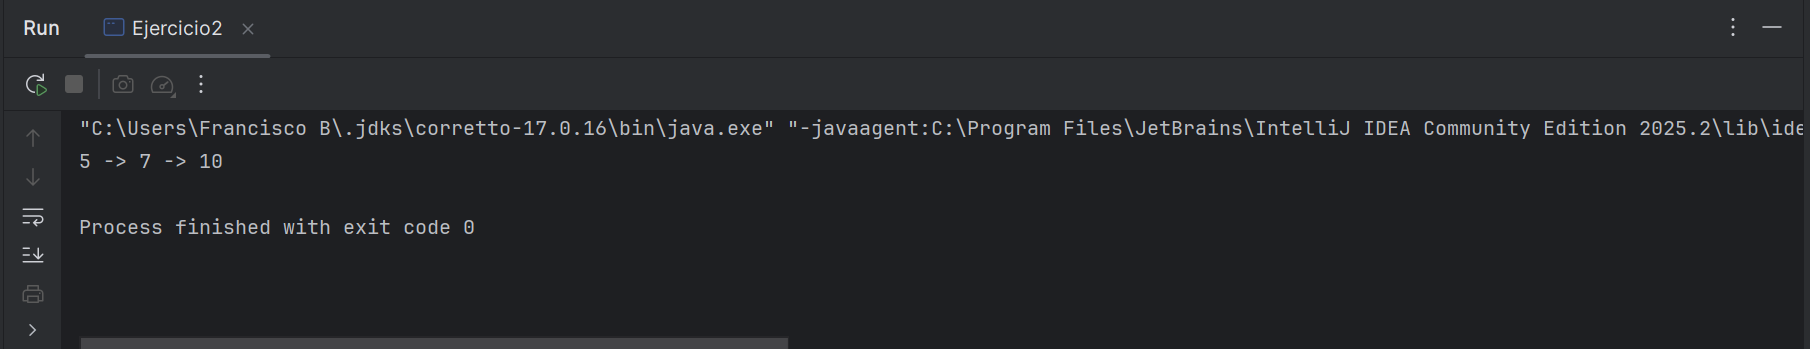 Run Ejercicio2
"C:\Users\Francisco B\.jdks\corretto-17.0.16\bin\java.exe" "-javaagent:C:\Program Files\JetBrains\IntelliJ IDEA Community Edition 2025.2\lib\ide
5 -> 7 -> 10
Process finished with exit code 0